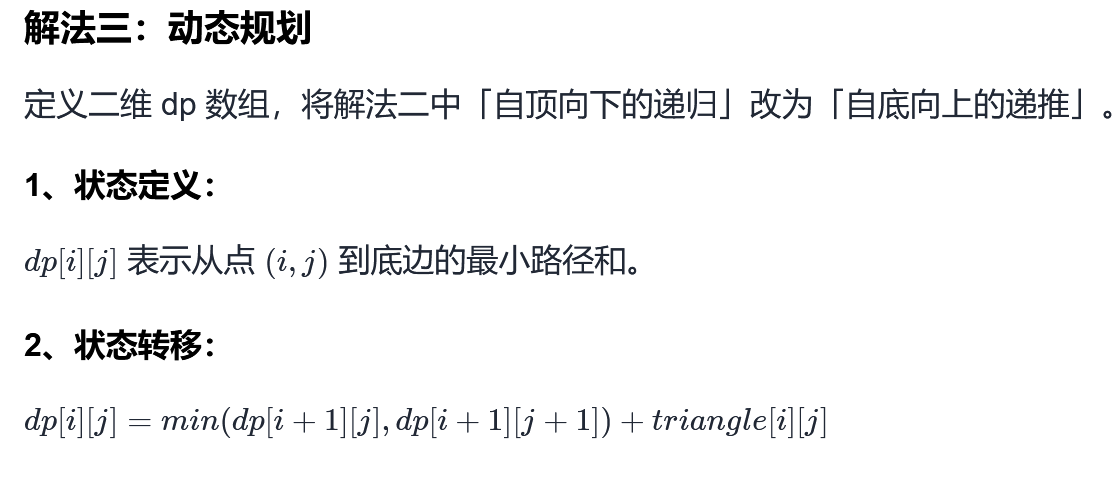 解法三：动态规划
定义二维 dp 数组，将解法二中「自顶向下的递归」改为「自底向上的递推」。
1、状态定义：
dp[i][j] 表示从点 (i, j) 到底边的最小路径和。
2、状态转移：
dp[i][j] = min(dp[i + 1][j], dp[i + 1][j + 1]) + triangle[i][j]